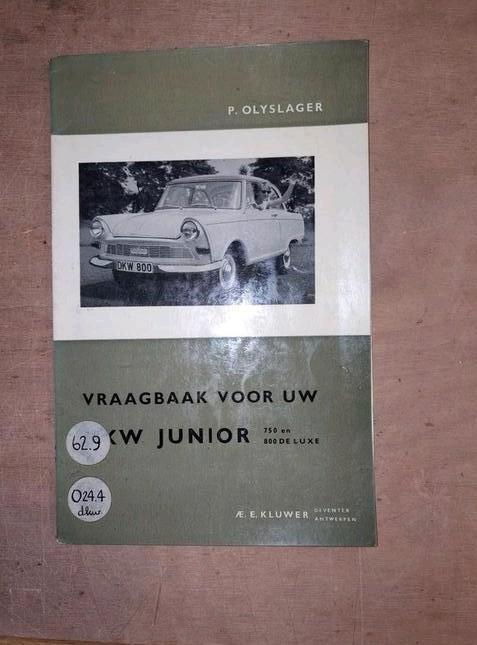 P. OLYSLAGER
DKW 800
VRAAGBAAK VOOR UW
KW JUNIOR 750 en
800 DE LUXE
62.9
024.4
dkw.
Æ. E. KLUWER DEVENTER
ANTWERPEN